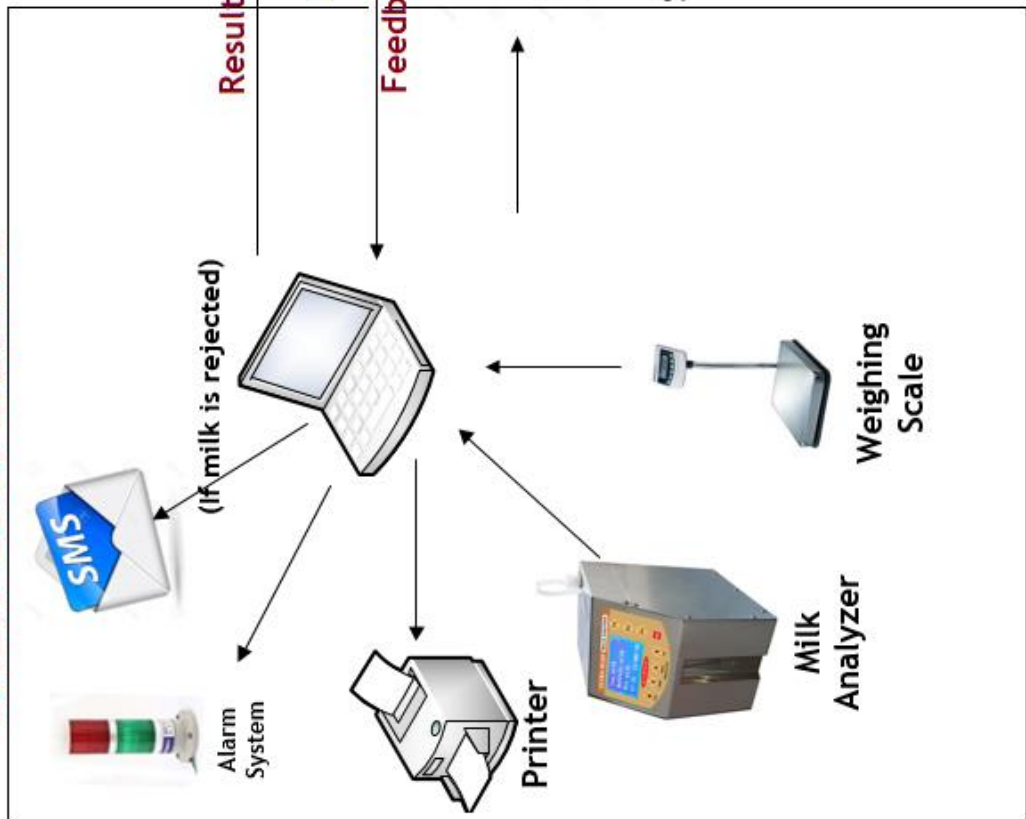 Result
Feedb
(If milk is rejected)
SMS
Alarm
System
Printer
Milk
Analyzer
Weighing
Scale